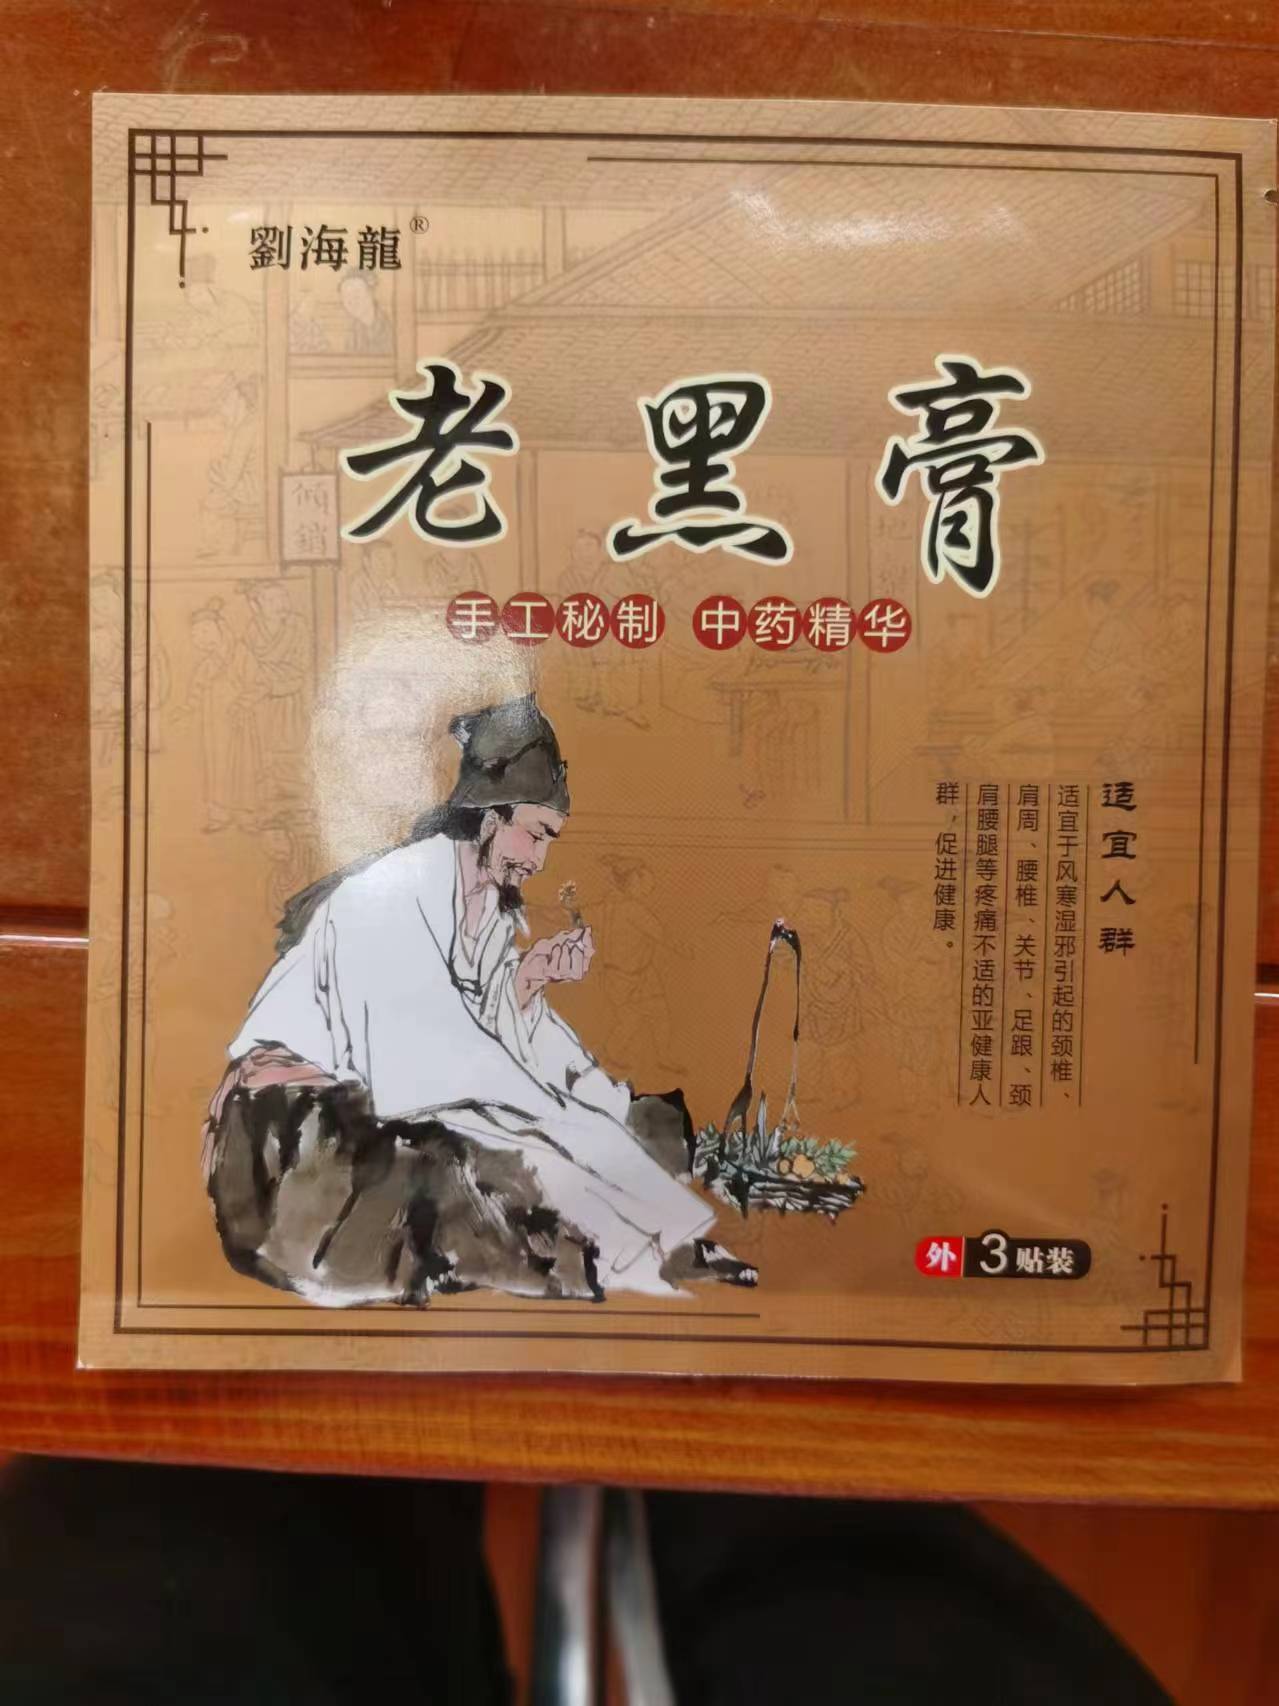 劉海龍®
老黑膏
手工秘制 中药精华
适宜人群
适宜于风寒湿邪引起的颈椎、
肩周、腰椎、关节、足跟、颈
肩腰腿等疼痛不适的亚健康人
群，促进健康。
外 3贴装